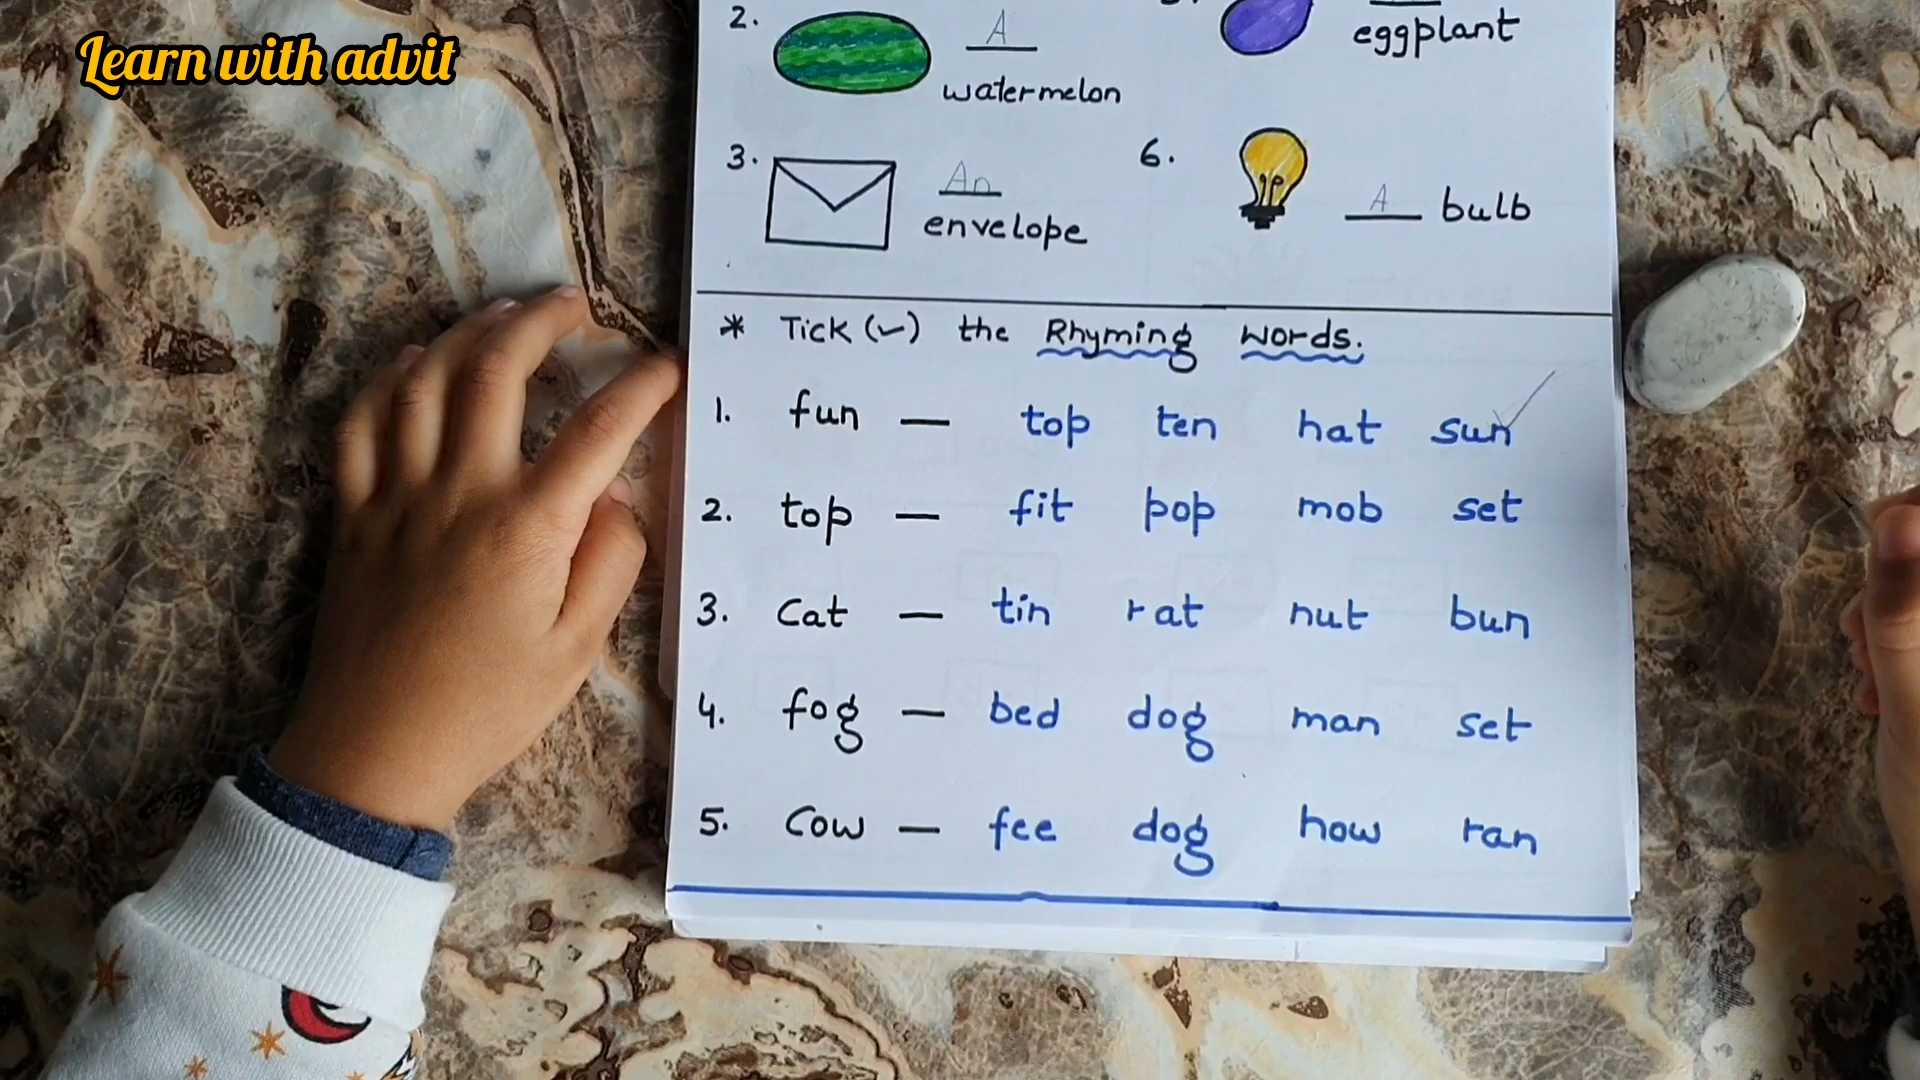 Learn with advit
2. A watermelon
eggplant
3. An envelope
6. A bulb
* Tick (✓) the Rhyming words.
1. fun — top ten hat sun ✓
2. top — fit pop mob set
3. Cat — tin rat nut bun
4. fog — bed dog man set
5. Cow — fee dog how ran